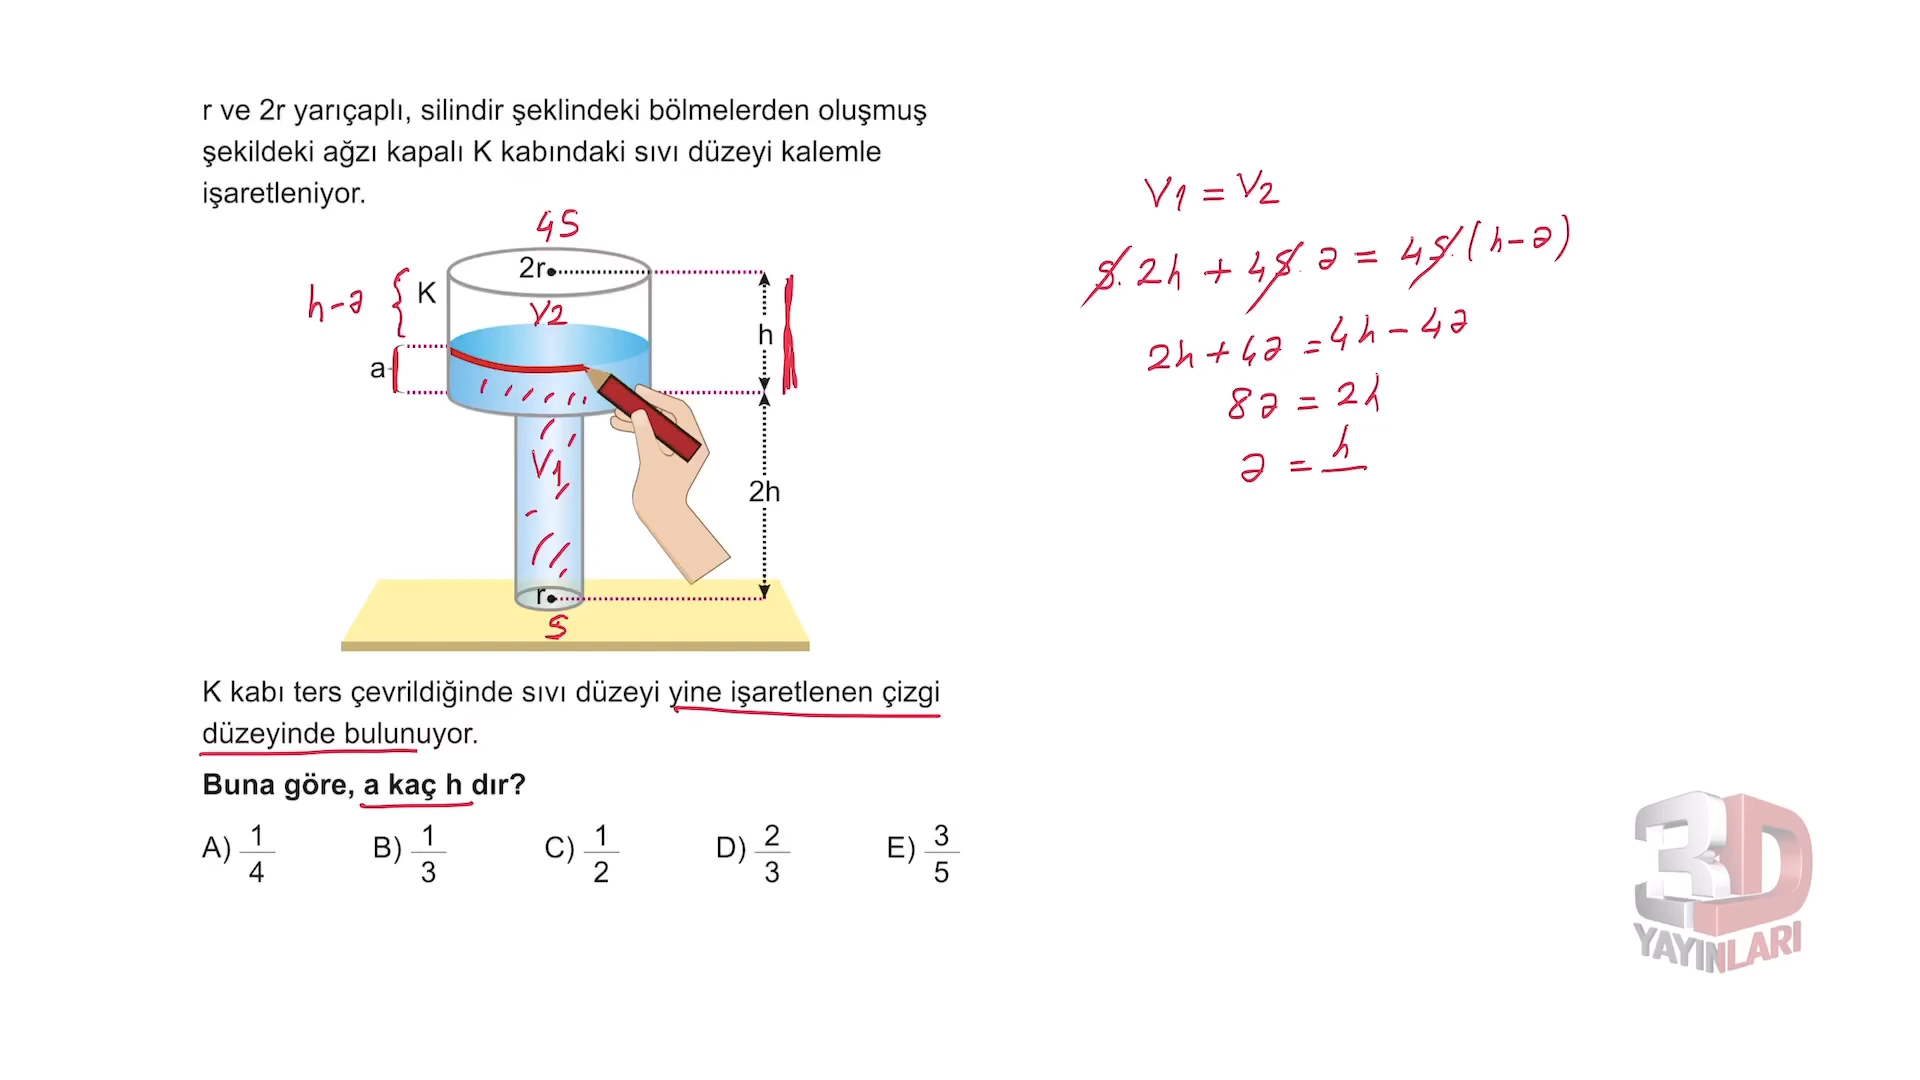 r ve 2r yarıçaplı, silindir şeklindeki bölmelerden oluşmuş
şekildeki ağzı kapalı K kabındaki sıvı düzeyi kalemle
işaretleniyor.
4S
2r
h-a
K
V2
h
a
V1
2h
r
S
K kabı ters çevrildiğinde sıvı düzeyi yine işaretlenen çizgi
düzeyinde bulunuyor.
Buna göre, a kaç h dır?
A) 1/4 B) 1/3 C) 1/2 D) 2/3 E) 3/5
V1 = V2
S.2h + 4S.a = 4S.(h-a)
2h + 4a = 4h - 4a
8a = 2h
a = h
3D
YAYINLARI